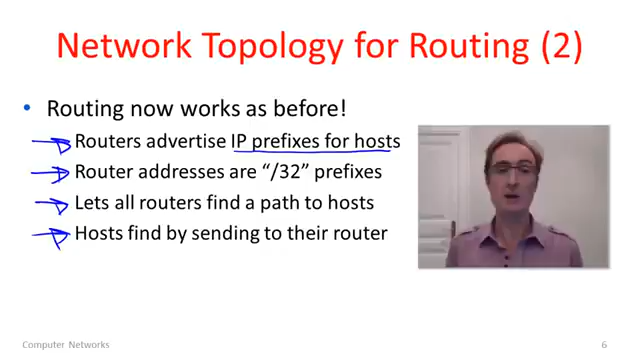 Network Topology for Routing (2)
• Routing now works as before!
Routers advertise IP prefixes for hosts
Router addresses are “/32” prefixes
Lets all routers find a path to hosts
Hosts find by sending to their router
Computer Networks
6